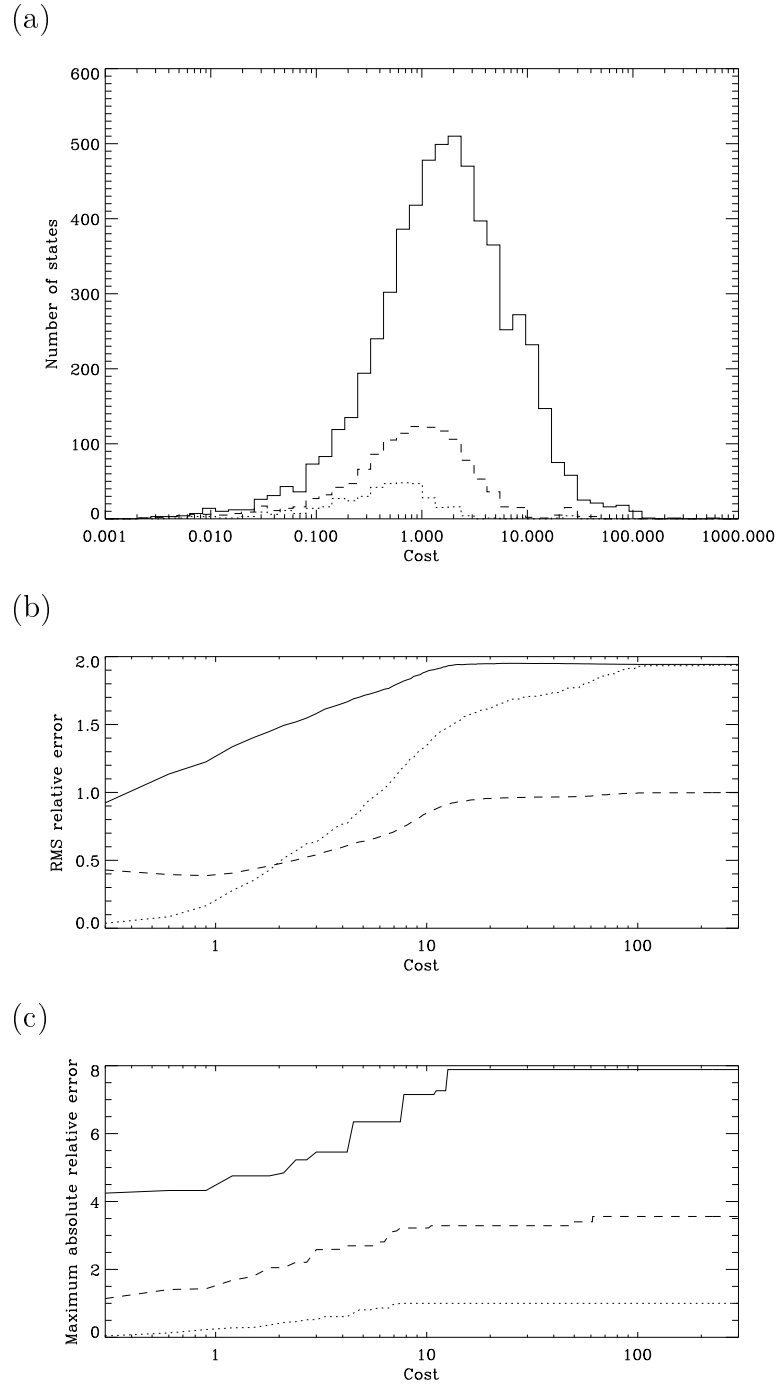 (a)
600
500
400
300
200
100
0
Number of states
0.001 0.010 0.100 1.000 10.000 100.000 1000.000
Cost
(b)
2.0
1.5
1.0
0.5
0.0
RMS relative error
1 10 100
Cost
(c)
8
6
4
2
0
Maximum absolute relative error
1 10 100
Cost